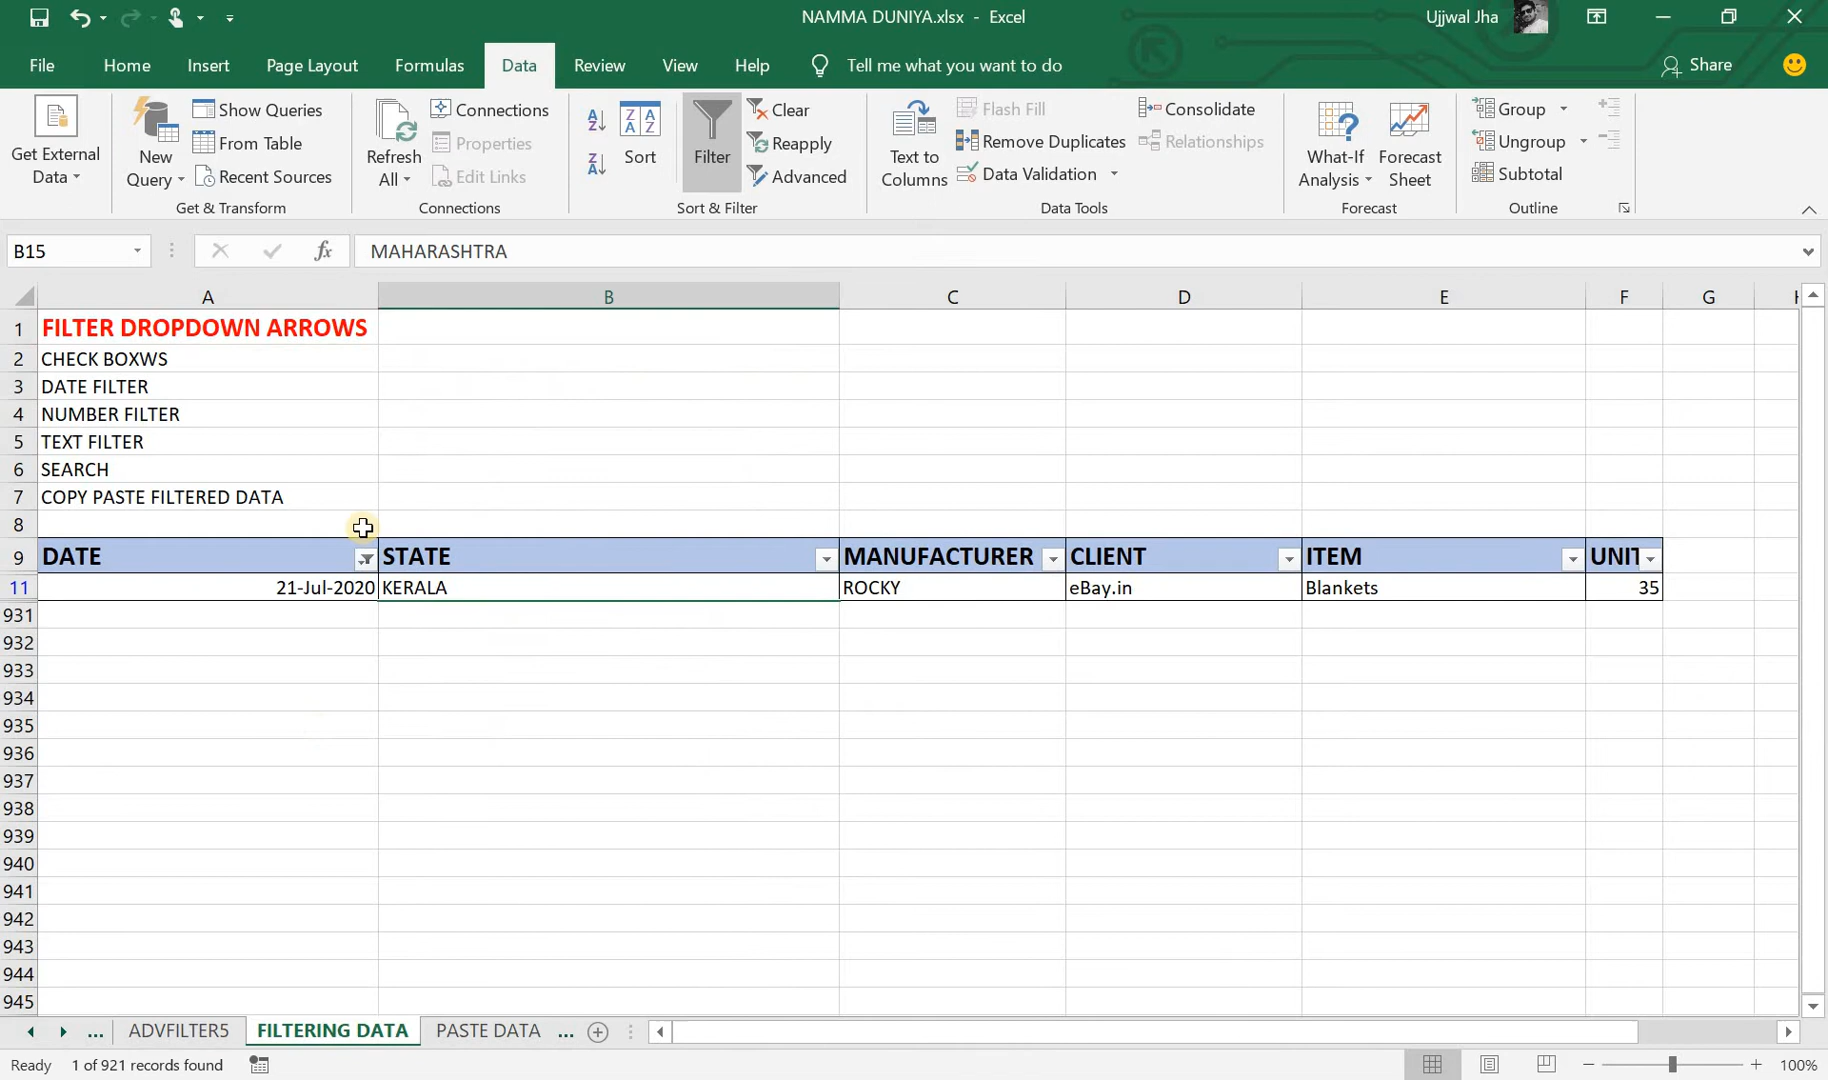 NAMMA DUNIYA.xlsx - Excel
Ujjwal Jha
File Home Insert Page Layout Formulas Data Review View Help Tell me what you want to do Share
Get External Data
New Query
Show Queries
From Table
Recent Sources
Get & Transform
Refresh All
Connections
Properties
Edit Links
Connections
Sort
Filter
Clear
Reapply
Advanced
Sort & Filter
Text to Columns
Flash Fill
Remove Duplicates
Data Validation
Consolidate
Relationships
Data Tools
What-If Analysis
Forecast Sheet
Forecast
Group
Ungroup
Subtotal
Outline
B15 fx MAHARASHTRA
A B C D E F G
1 FILTER DROPDOWN ARROWS
2 CHECK BOXWS
3 DATE FILTER
4 NUMBER FILTER
5 TEXT FILTER
6 SEARCH
7 COPY PASTE FILTERED DATA
8
9 DATE STATE MANUFACTURER CLIENT ITEM UNIT
11 21-Jul-2020 KERALA ROCKY eBay.in Blankets 35
931
932
933
934
935
936
937
938
939
940
941
942
943
944
945
... ADVFILTER5 FILTERING DATA PASTE DATA ...
Ready 1 of 921 records found 100%